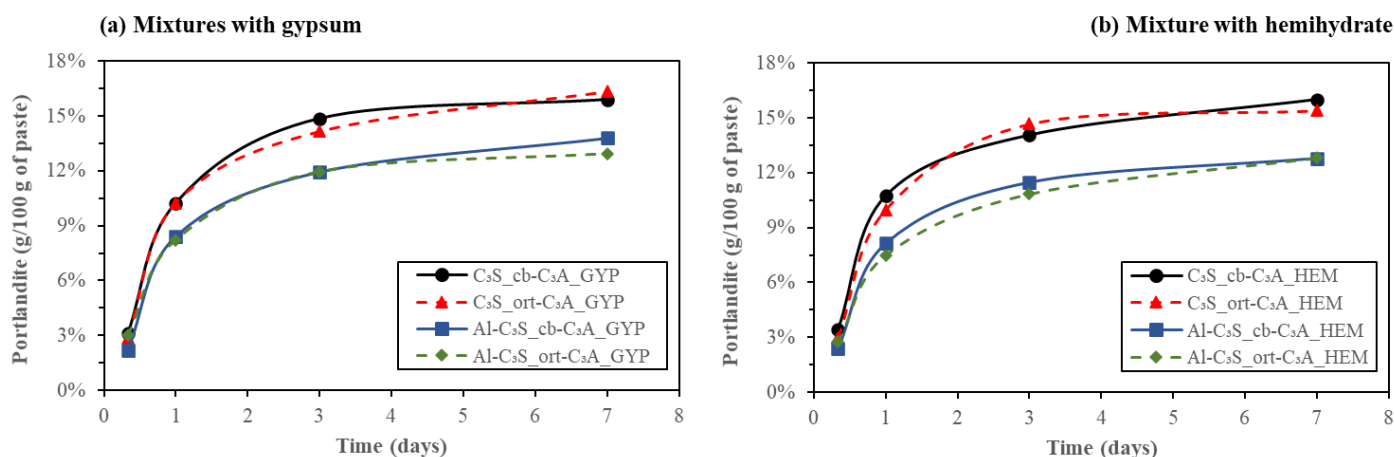 (a) Mixtures with gypsum
Portlandite (g/100 g of paste)
18%
15%
12%
9%
6%
3%
0%
C₃S_cb-C₃A_GYP
C₃S_ort-C₃A_GYP
Al-C₃S_cb-C₃A_GYP
Al-C₃S_ort-C₃A_GYP
0 1 2 3 4 5 6 7 8
Time (days)
(b) Mixture with hemihydrate
Portlandite (g/100 g of paste)
18%
15%
12%
9%
6%
3%
0%
C₃S_cb-C₃A_HEM
C₃S_ort-C₃A_HEM
Al-C₃S_cb-C₃A_HEM
Al-C₃S_ort-C₃A_HEM
0 1 2 3 4 5 6 7 8
Time (days)